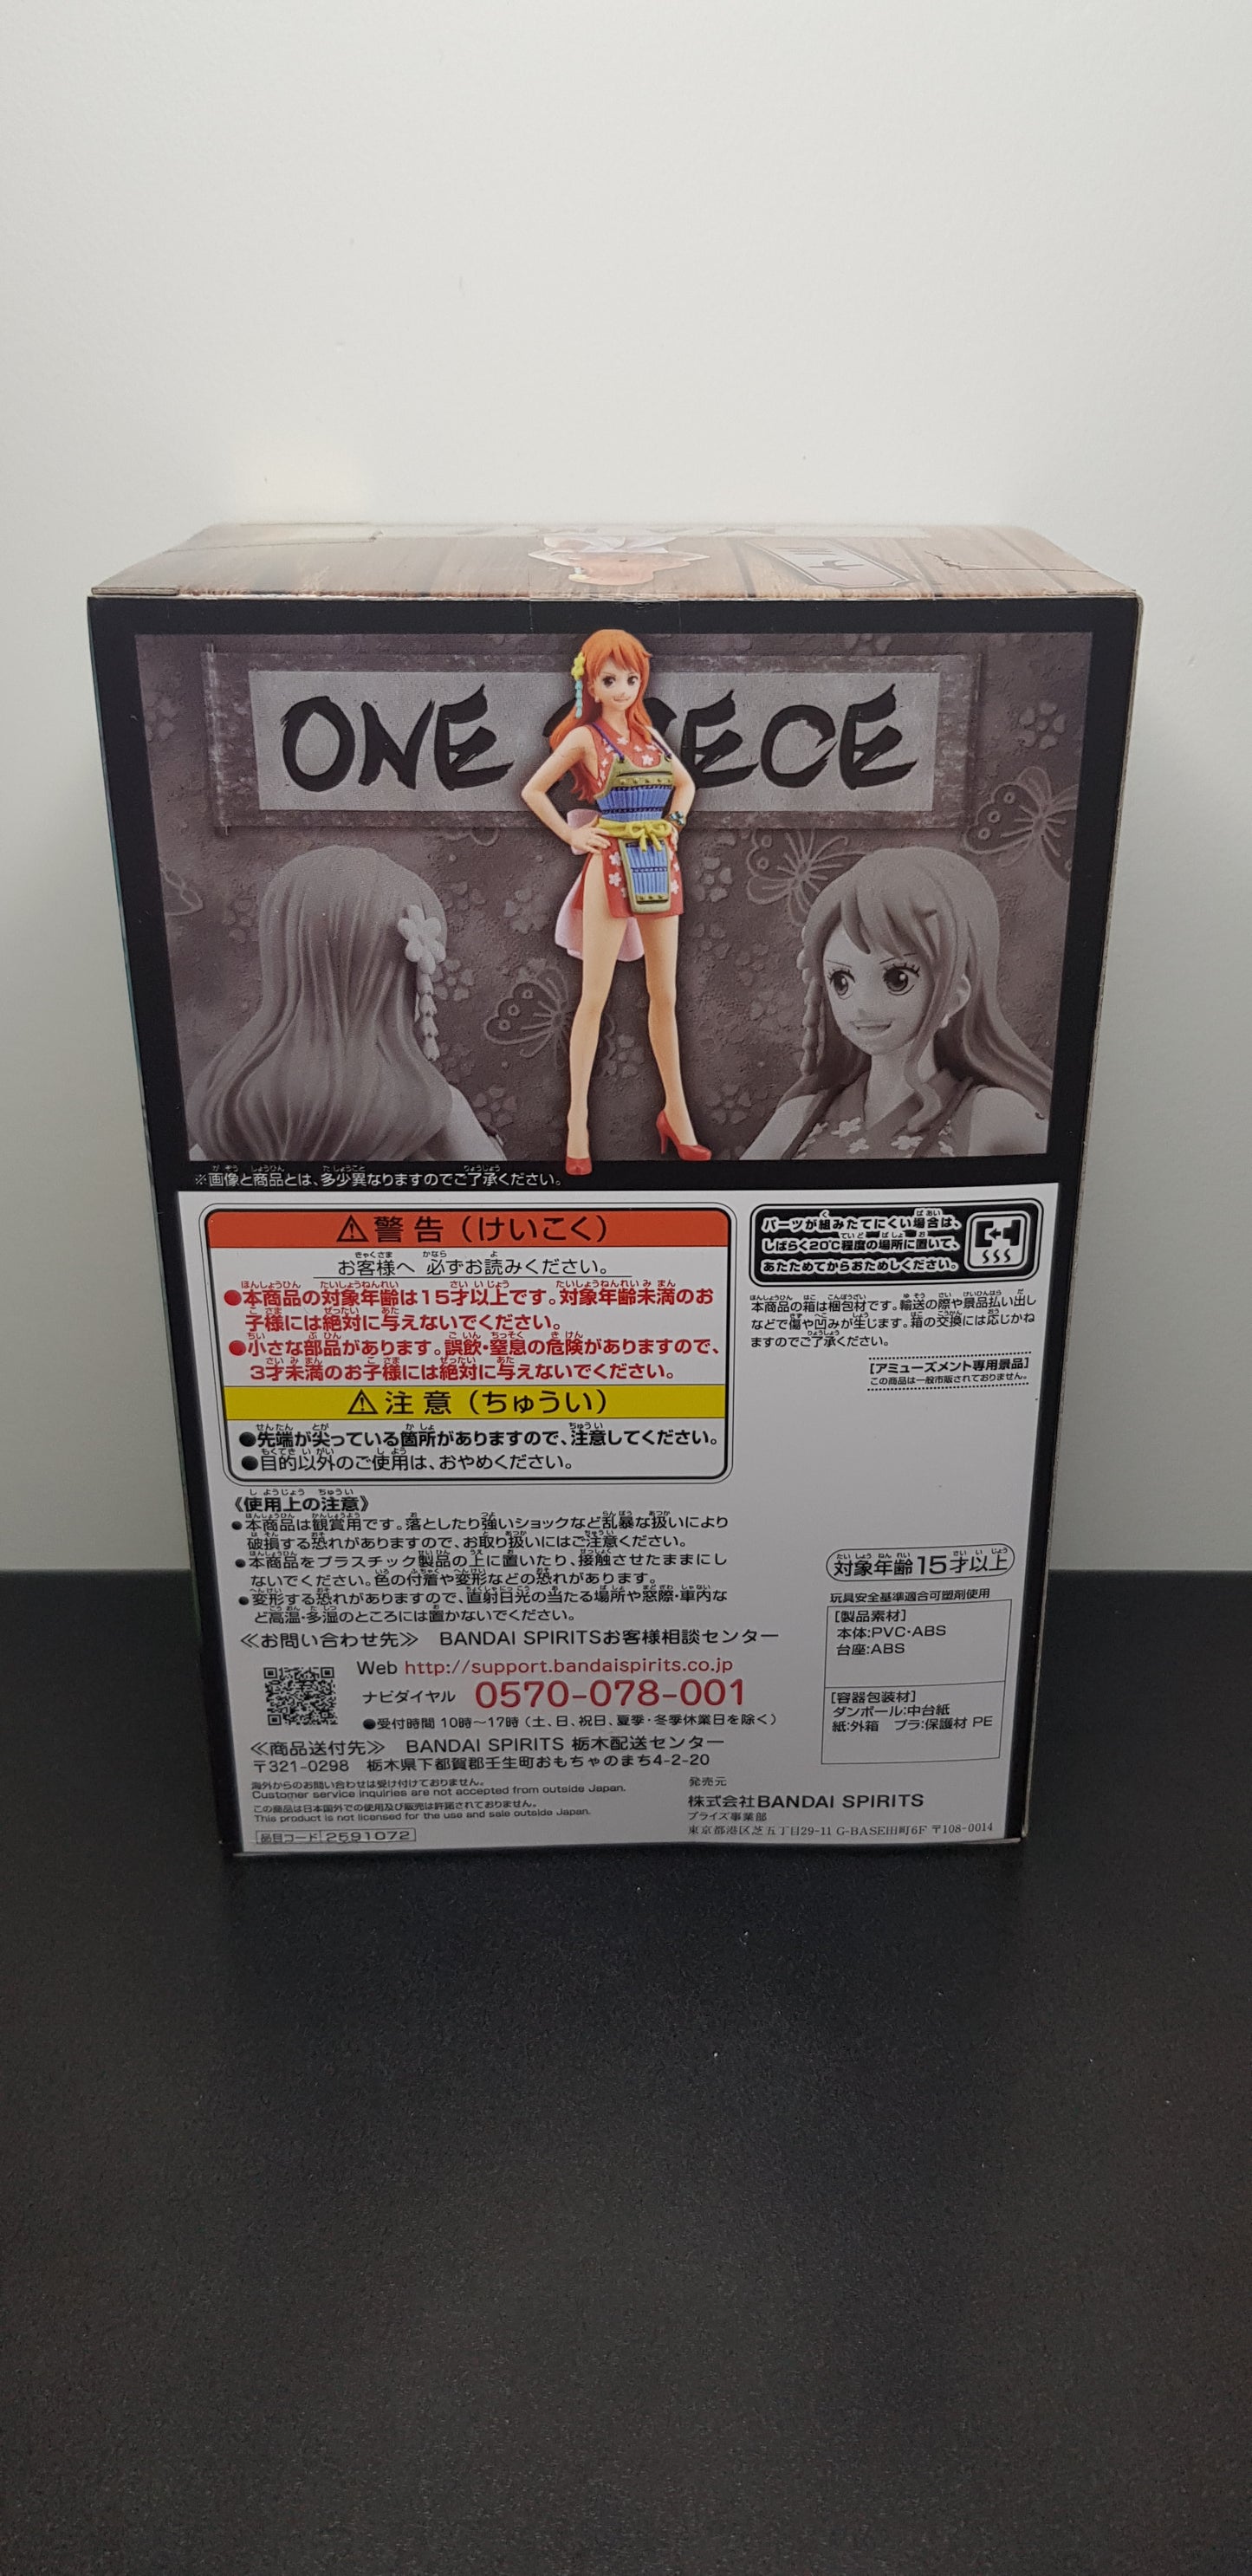 ナミ
ONE PIECE
※画像と商品とは、多少異なりますのでご了承ください。
警告（けいこく）
お客様へ 必ずお読みください。
●本商品の対象年齢は15才以上です。対象年齢未満のお
子様には絶対に与えないでください。
●小さな部品があります。誤飲・窒息の危険がありますので、
3才未満のお子様には絶対に与えないでください。
注意（ちゅうい）
●先端が尖っている箇所がありますので、注意してください。
●目的以外のご使用は、おやめください。
《使用上の注意》
●本商品は観賞用です。落としたり強いショックなど乱暴な扱いにより
破損する恐れがありますので、お取り扱いにはご注意ください。
●本商品をプラスチック製品の上に置いたり、接触させたままにし
ないでください。色の付着や変形などの恐れがあります。
●変形する恐れがありますので、直射日光の当たる場所や窓際・車内な
ど高温・多湿のところには置かないでください。
≪お問い合わせ先≫ BANDAI SPIRITSお客様相談センター
Web http://support.bandaispirits.co.jp
ナビダイヤル 0570-078-001
●受付時間 10時〜17時（土、日、祝日、夏季・冬季休業日を除く）
≪商品送付先≫ BANDAI SPIRITS 栃木配送センター
〒321-0298 栃木県下都賀郡壬生町おもちゃのまち4-2-20
海外からのお問い合わせは受け付けておりません。
Customer service inquiries are not accepted from outside Japan.
この商品は日本国外での使用及び販売は許諾されておりません。
This product is not licensed for the use and sale outside Japan.
品目コード 2591072
パーツが組みたてにくい場合は、
しばらく20℃程度の場所に置いて、
あたためてからおためしください。
本商品の箱は梱包材です。輸送の際や景品払い出し
などで傷や凹みが生じます。箱の交換には応じかね
ますのでご了承ください。
[アミューズメント専用景品]
この商品は一般市販されておりません。
対象年齢15才以上
玩具安全基準適合可塑剤使用
[製品素材]
本体:PVC・ABS
台座:ABS
[容器包装材]
ダンボール:中台紙
紙:外箱 プラ:保護材 PE
発売元
株式会社BANDAI SPIRITS
プライズ事業部
東京都港区芝五丁目29-11 G-BASE田町6F 〒108-0014